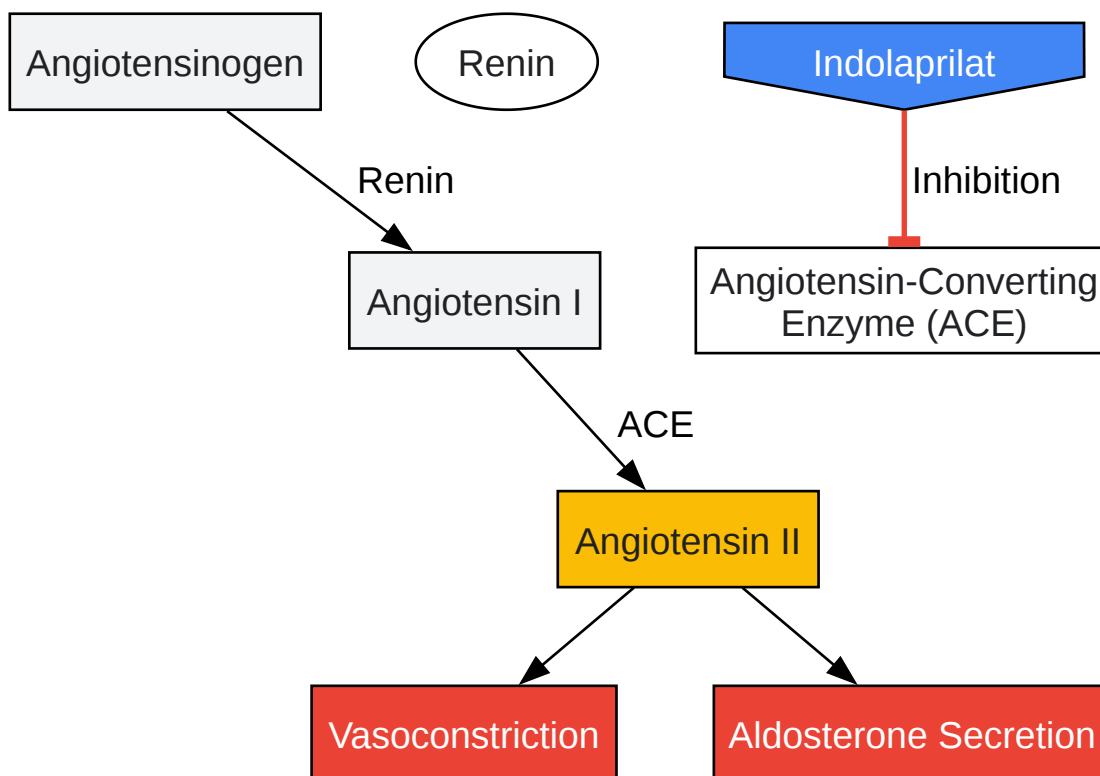 Angiotensinogen
Renin
Indolaprilat
Renin
Inhibition
Angiotensin I
Angiotensin-Converting
Enzyme (ACE)
ACE
Angiotensin II
Vasoconstriction
Aldosterone Secretion